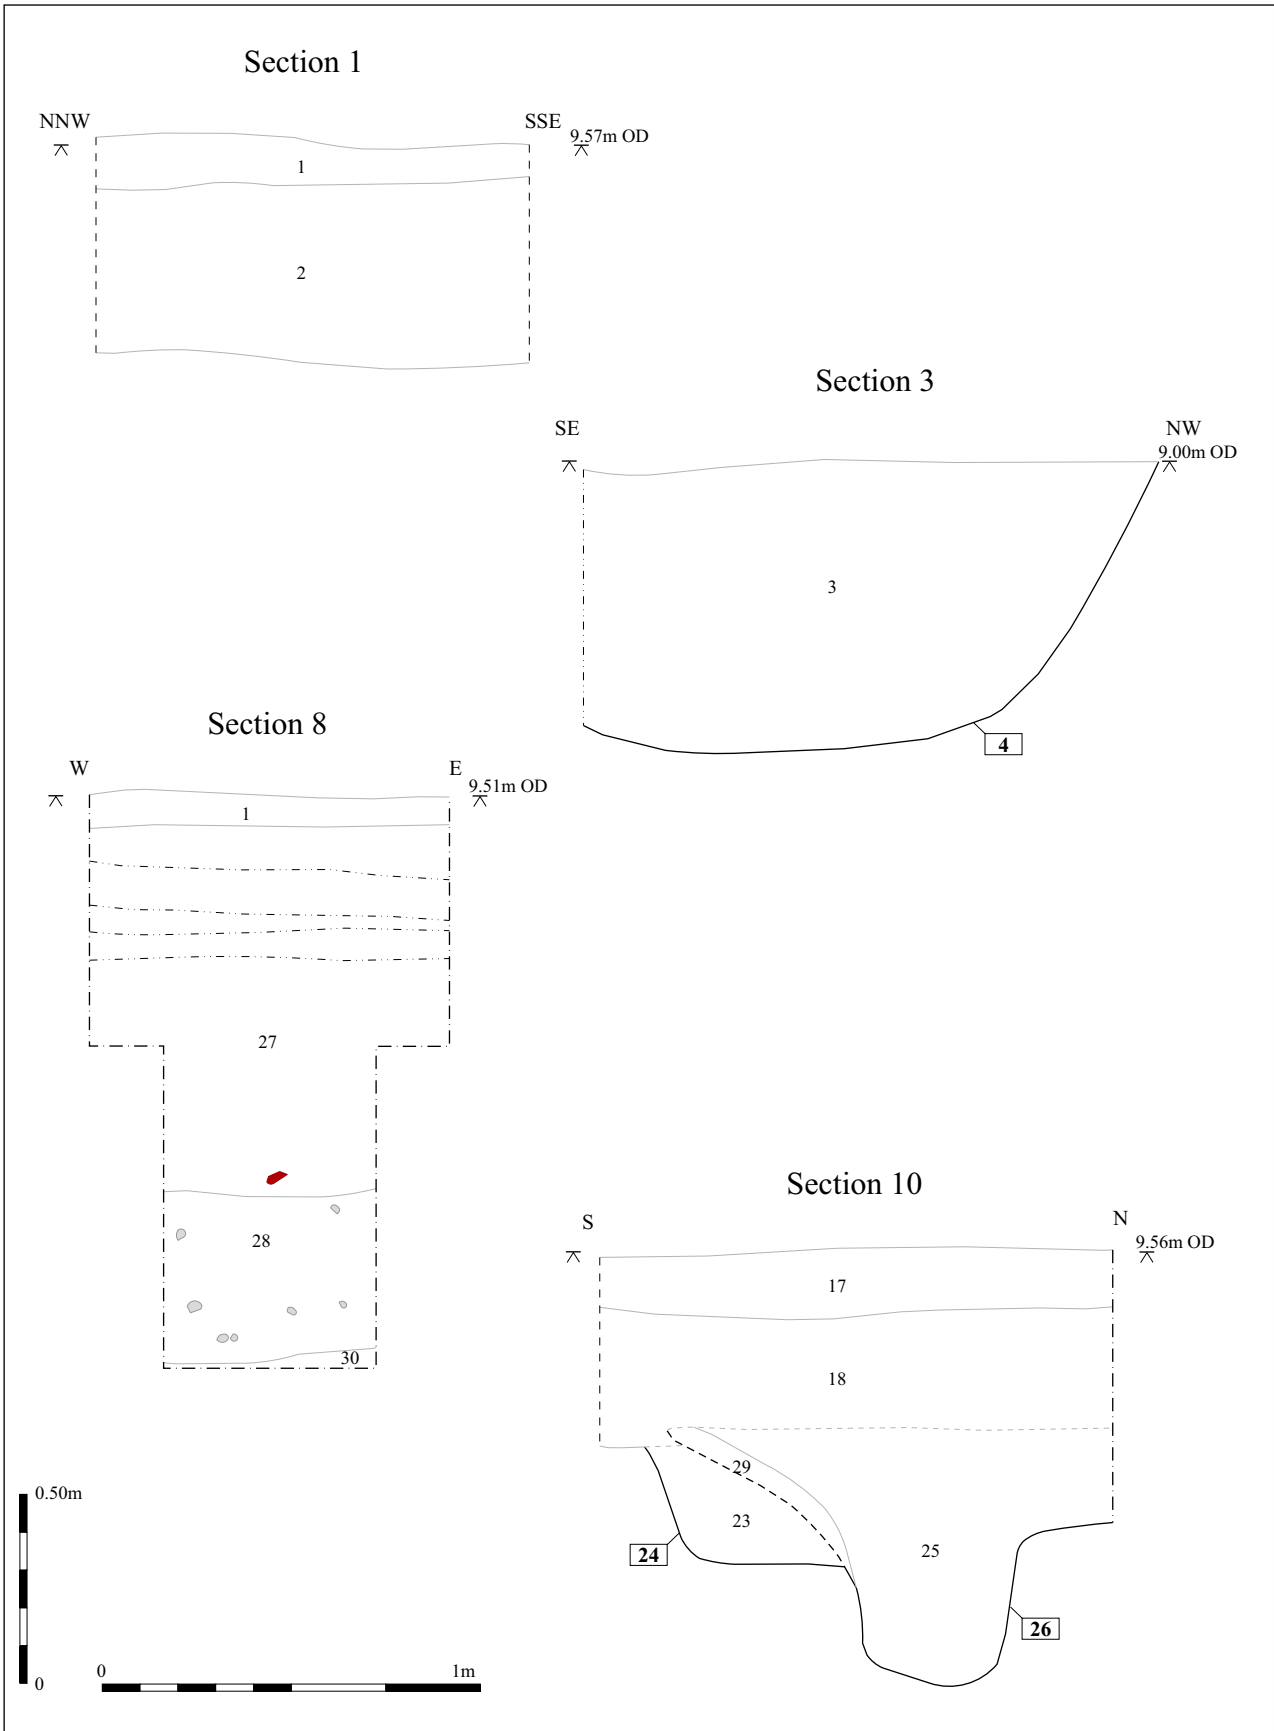 Section 1
NNW
SSE
9.57m OD
1
2
Section 3
SE
NW
9.00m OD
3
4
Section 8
W
E
9.51m OD
1
27
28
30
Section 10
S
N
9.56m OD
17
18
29
23
24
25
26
0.50m
0
0
1m